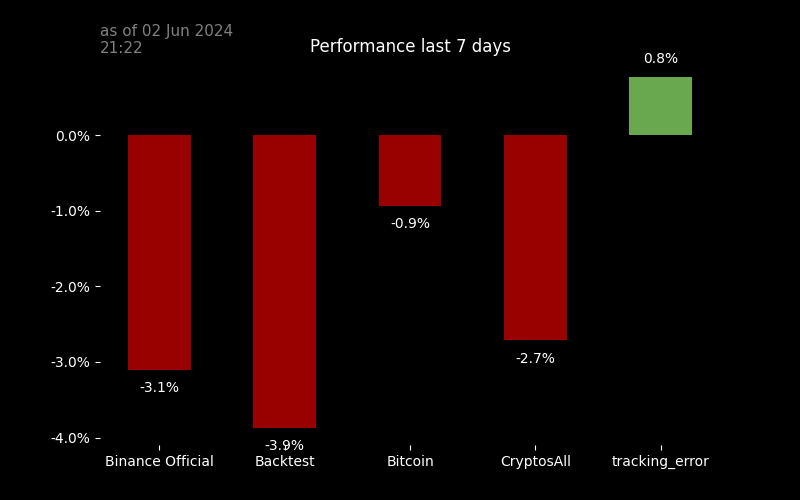 as of 02 Jun 2024
21:22
Performance last 7 days
0.8%
0.0%
-1.0%
-0.9%
-2.0%
-3.0%
-2.7%
-3.1%
-4.0%
-3.9%
Binance Official
Backtest
Bitcoin
CryptosAll
tracking_error